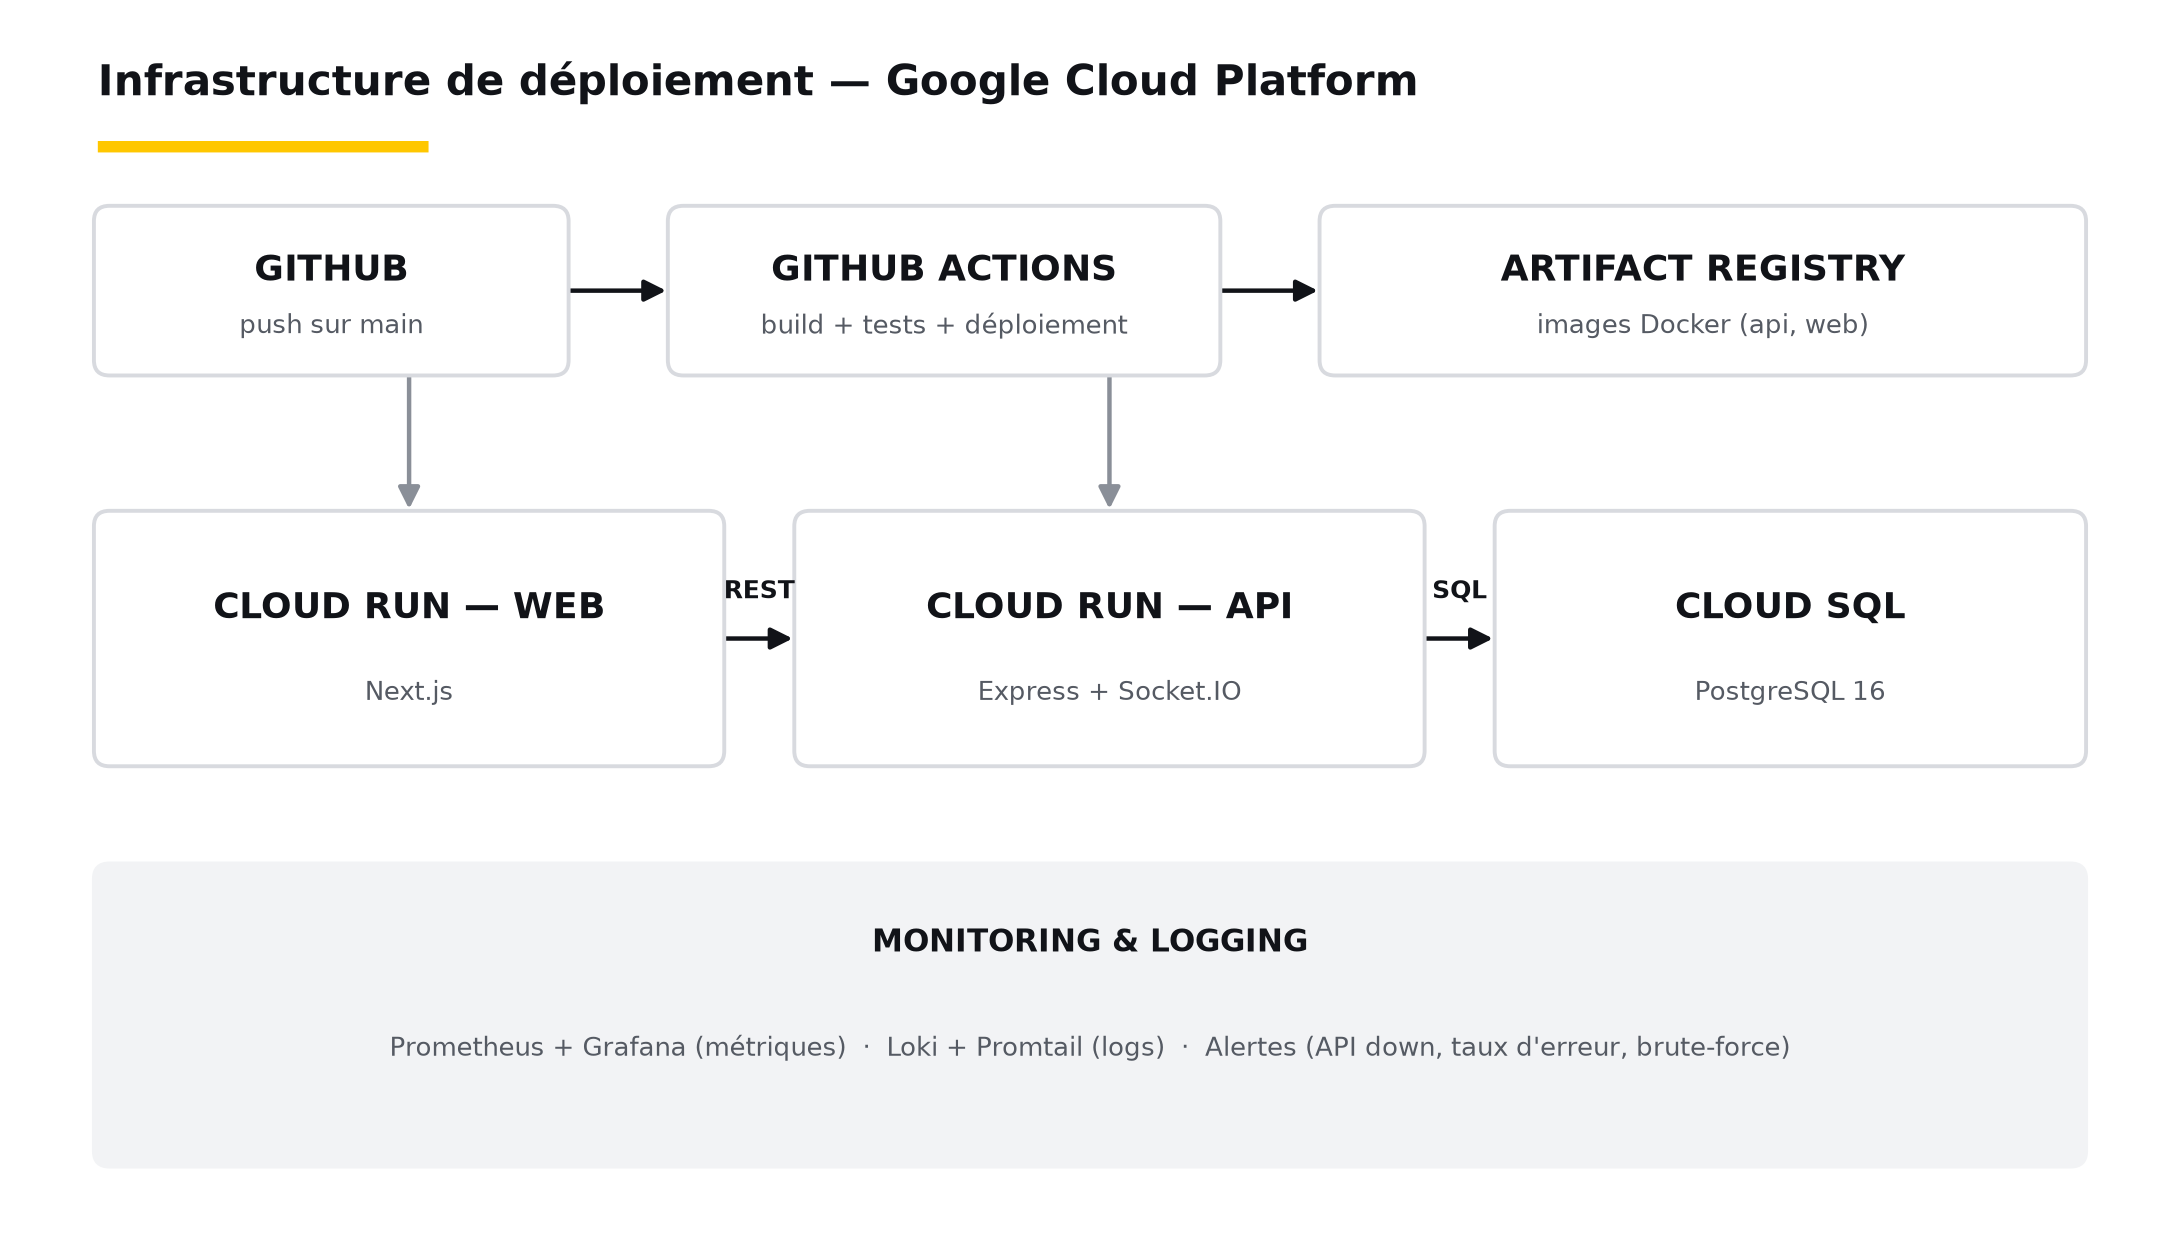 Infrastructure de déploiement — Google Cloud Platform
GITHUB
push sur main
GITHUB ACTIONS
build + tests + déploiement
ARTIFACT REGISTRY
images Docker (api, web)
CLOUD RUN — WEB
Next.js
REST
CLOUD RUN — API
Express + Socket.IO
SQL
CLOUD SQL
PostgreSQL 16
MONITORING & LOGGING
Prometheus + Grafana (métriques) · Loki + Promtail (logs) · Alertes (API down, taux d'erreur, brute-force)